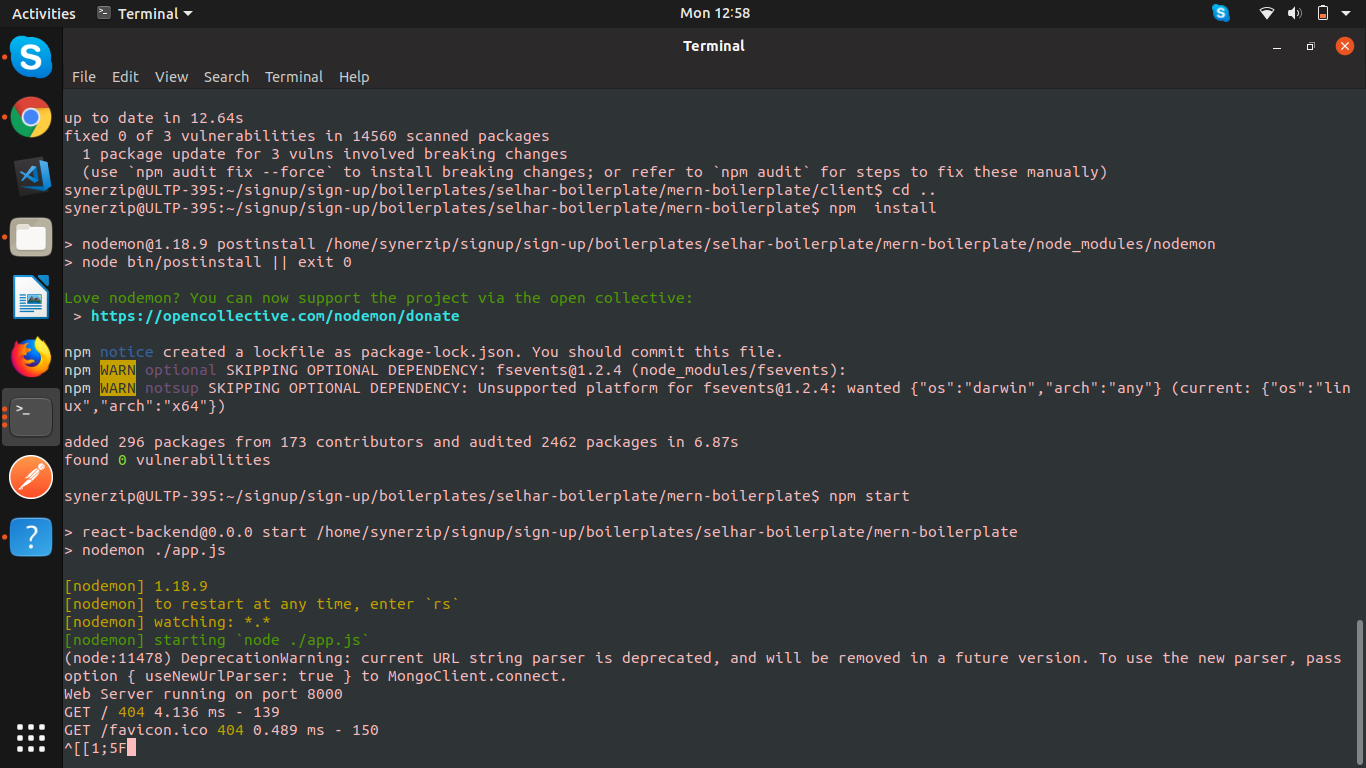 Activities Terminal Mon 12:58
Terminal
File Edit View Search Terminal Help
up to date in 12.64s
fixed 0 of 3 vulnerabilities in 14560 scanned packages
  1 package update for 3 vulns involved breaking changes
  (use `npm audit fix --force` to install breaking changes; or refer to `npm audit` for steps to fix these manually)
synerzip@ULTP-395:~/signup/sign-up/boilerplates/selhar-boilerplate/mern-boilerplate/client$ cd ..
synerzip@ULTP-395:~/signup/sign-up/boilerplates/selhar-boilerplate/mern-boilerplate$ npm  install
> nodemon@1.18.9 postinstall /home/synerzip/signup/sign-up/boilerplates/selhar-boilerplate/mern-boilerplate/node_modules/nodemon
> node bin/postinstall || exit 0
Love nodemon? You can now support the project via the open collective:
 > https://opencollective.com/nodemon/donate
npm notice created a lockfile as package-lock.json. You should commit this file.
npm WARN optional SKIPPING OPTIONAL DEPENDENCY: fsevents@1.2.4 (node_modules/fsevents):
npm WARN notsup SKIPPING OPTIONAL DEPENDENCY: Unsupported platform for fsevents@1.2.4: wanted {"os":"darwin","arch":"any"} (current: {"os":"lin
ux","arch":"x64"})
added 296 packages from 173 contributors and audited 2462 packages in 6.87s
found 0 vulnerabilities
synerzip@ULTP-395:~/signup/sign-up/boilerplates/selhar-boilerplate/mern-boilerplate$ npm start
> react-backend@0.0.0 start /home/synerzip/signup/sign-up/boilerplates/selhar-boilerplate/mern-boilerplate
> nodemon ./app.js
[nodemon] 1.18.9
[nodemon] to restart at any time, enter `rs`
[nodemon] watching: *.*
[nodemon] starting `node ./app.js`
(node:11478) DeprecationWarning: current URL string parser is deprecated, and will be removed in a future version. To use the new parser, pass
option { useNewUrlParser: true } to MongoClient.connect.
Web Server running on port 8000
GET / 404 4.136 ms - 139
GET /favicon.ico 404 0.489 ms - 150
^[[1;5F